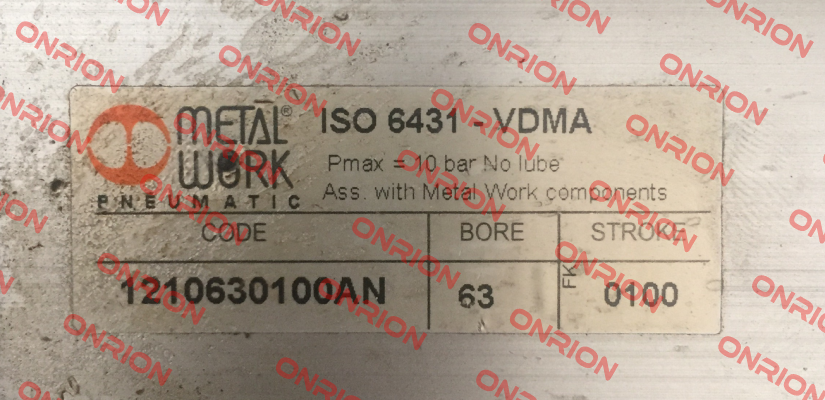 METAL® WORK
PNEUMATIC
ISO 6431 - VDMA
Pmax = 10 bar No lube
Ass. with Metal Work components
CODE BORE STROKE
1210630100AN 63 FK 0100
ONRION